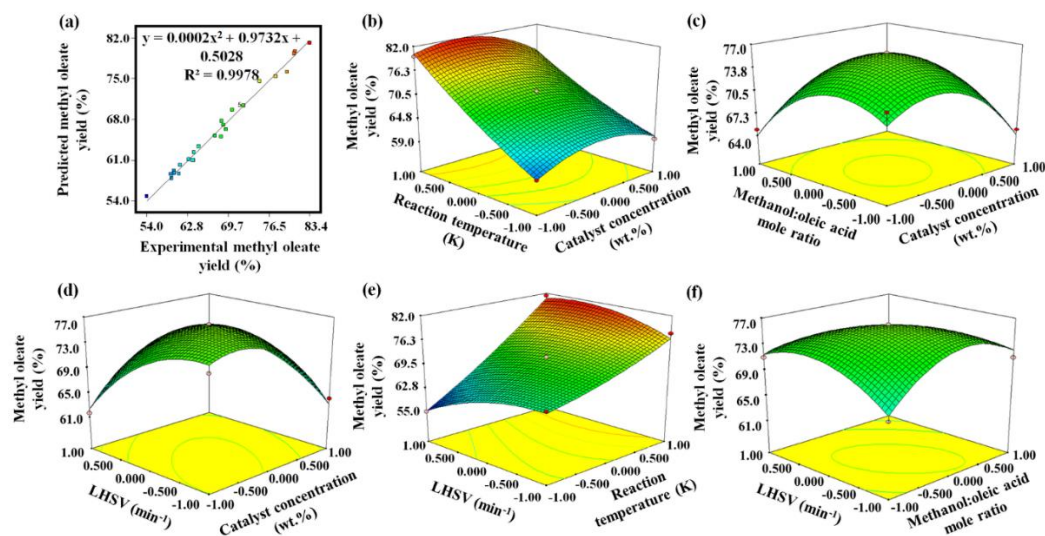 (a)
y = 0.0002x² + 0.9732x +
0.5028
R² = 0.9978
82.0
75.0
68.0
61.0
54.0
Predicted methyl oleate
yield (%)
54.0 62.8 69.7 76.5 83.4
Experimental methyl oleate
yield (%)
(b)
82.0
76.3
70.5
64.8
59.0
Methyl oleate
yield (%)
1.00
0.500
0.000
-0.500
-1.00
Reaction temperature
(K)
-1.00
-0.500
0.000
0.500
1.00
Catalyst concentration
(wt.%)
(c)
77.0
73.8
70.5
67.3
64.0
Methyl oleate
yield (%)
1.00
0.500
0.000
-0.500
-1.00
Methanol:oleic acid
mole ratio
-1.00
-0.500
0.000
0.500
1.00
Catalyst concentration
(wt.%)
(d)
77.0
73.0
69.0
65.0
61.0
Methyl oleate
yield (%)
1.00
0.500
0.000
-0.500
-1.00
LHSV (min⁻¹)
-1.00
-0.500
0.000
0.500
1.00
Catalyst concentration
(wt.%)
(e)
82.0
76.3
69.5
62.8
55.0
Methyl oleate
yield (%)
1.00
0.500
0.000
-0.500
-1.00
LHSV (min⁻¹)
-1.00
-0.500
0.000
0.500
1.00
Reaction
temperature (K)
(f)
77.0
73.0
69.0
65.0
61.0
Methyl oleate
yield (%)
1.00
0.500
0.000
-0.500
-1.00
LHSV (min⁻¹)
-1.00
-0.500
0.000
0.500
1.00
Methanol:oleic acid
mole ratio